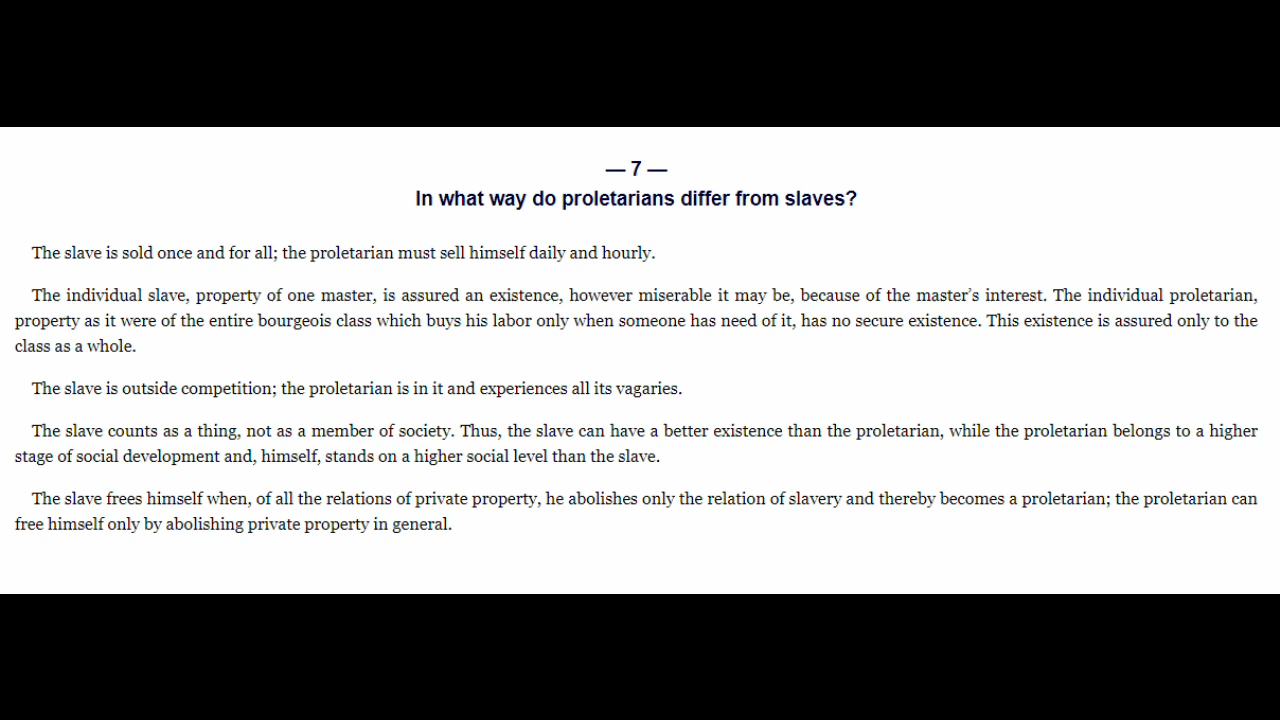 — 7 —
In what way do proletarians differ from slaves?
The slave is sold once and for all; the proletarian must sell himself daily and hourly.
The individual slave, property of one master, is assured an existence, however miserable it may be, because of the master’s interest. The individual proletarian,
property as it were of the entire bourgeois class which buys his labor only when someone has need of it, has no secure existence. This existence is assured only to the
class as a whole.
The slave is outside competition; the proletarian is in it and experiences all its vagaries.
The slave counts as a thing, not as a member of society. Thus, the slave can have a better existence than the proletarian, while the proletarian belongs to a higher
stage of social development and, himself, stands on a higher social level than the slave.
The slave frees himself when, of all the relations of private property, he abolishes only the relation of slavery and thereby becomes a proletarian; the proletarian can
free himself only by abolishing private property in general.